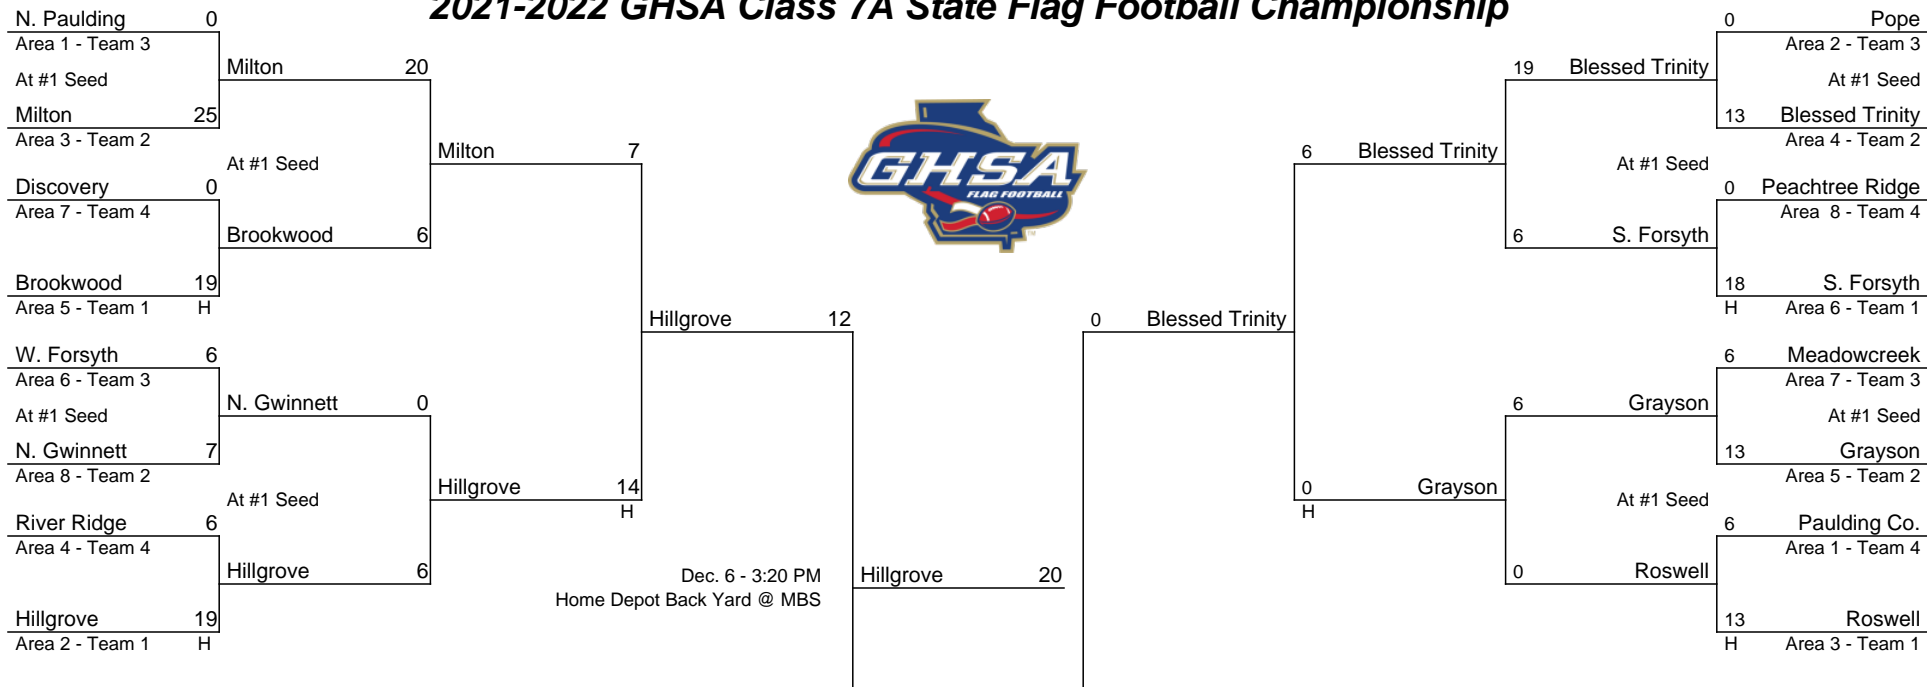 2021-2022 GHSA Class 7A State Flag Football Championship
N. Paulding 0
Area 1 - Team 3
At #1 Seed
Milton 25
Area 3 - Team 2
Discovery 0
Area 7 - Team 4
Brookwood 19
Area 5 - Team 1 H
W. Forsyth 6
Area 6 - Team 3
At #1 Seed
N. Gwinnett 7
Area 8 - Team 2
River Ridge 6
Area 4 - Team 4
Hillgrove 19
Area 2 - Team 1 H
Milton 20
At #1 Seed
Brookwood 6
N. Gwinnett 0
At #1 Seed
Hillgrove 6
Milton 7
Hillgrove 14
H
Hillgrove 12
Dec. 6 - 3:20 PM
Home Depot Back Yard @ MBS
Hillgrove 20
GHSA
FLAG FOOTBALL
0 Blessed Trinity
6 Blessed Trinity
0 Grayson
H
19 Blessed Trinity
At #1 Seed
6 S. Forsyth
6 Grayson
At #1 Seed
0 Roswell
0 Pope
Area 2 - Team 3
At #1 Seed
13 Blessed Trinity
Area 4 - Team 2
0 Peachtree Ridge
Area 8 - Team 4
18 S. Forsyth
H Area 6 - Team 1
6 Meadowcreek
Area 7 - Team 3
At #1 Seed
13 Grayson
Area 5 - Team 2
6 Paulding Co.
Area 1 - Team 4
13 Roswell
H Area 3 - Team 1